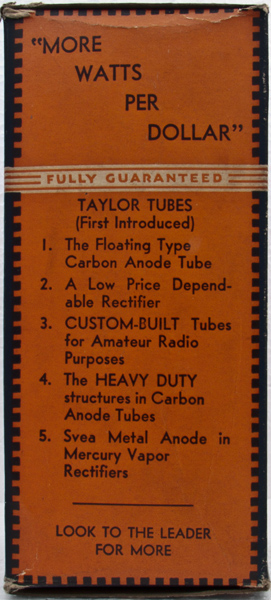 "MORE
WATTS
PER
DOLLAR"
FULLY GUARANTEED
TAYLOR TUBES
(First Introduced)
1. The Floating Type
Carbon Anode Tube
2. A Low Price Depend-
able Rectifier
3. CUSTOM-BUILT Tubes
for Amateur Radio
Purposes
4. The HEAVY DUTY
structures in Carbon
Anode Tubes
5. Svea Metal Anode in
Mercury Vapor
Rectifiers
LOOK TO THE LEADER
FOR MORE